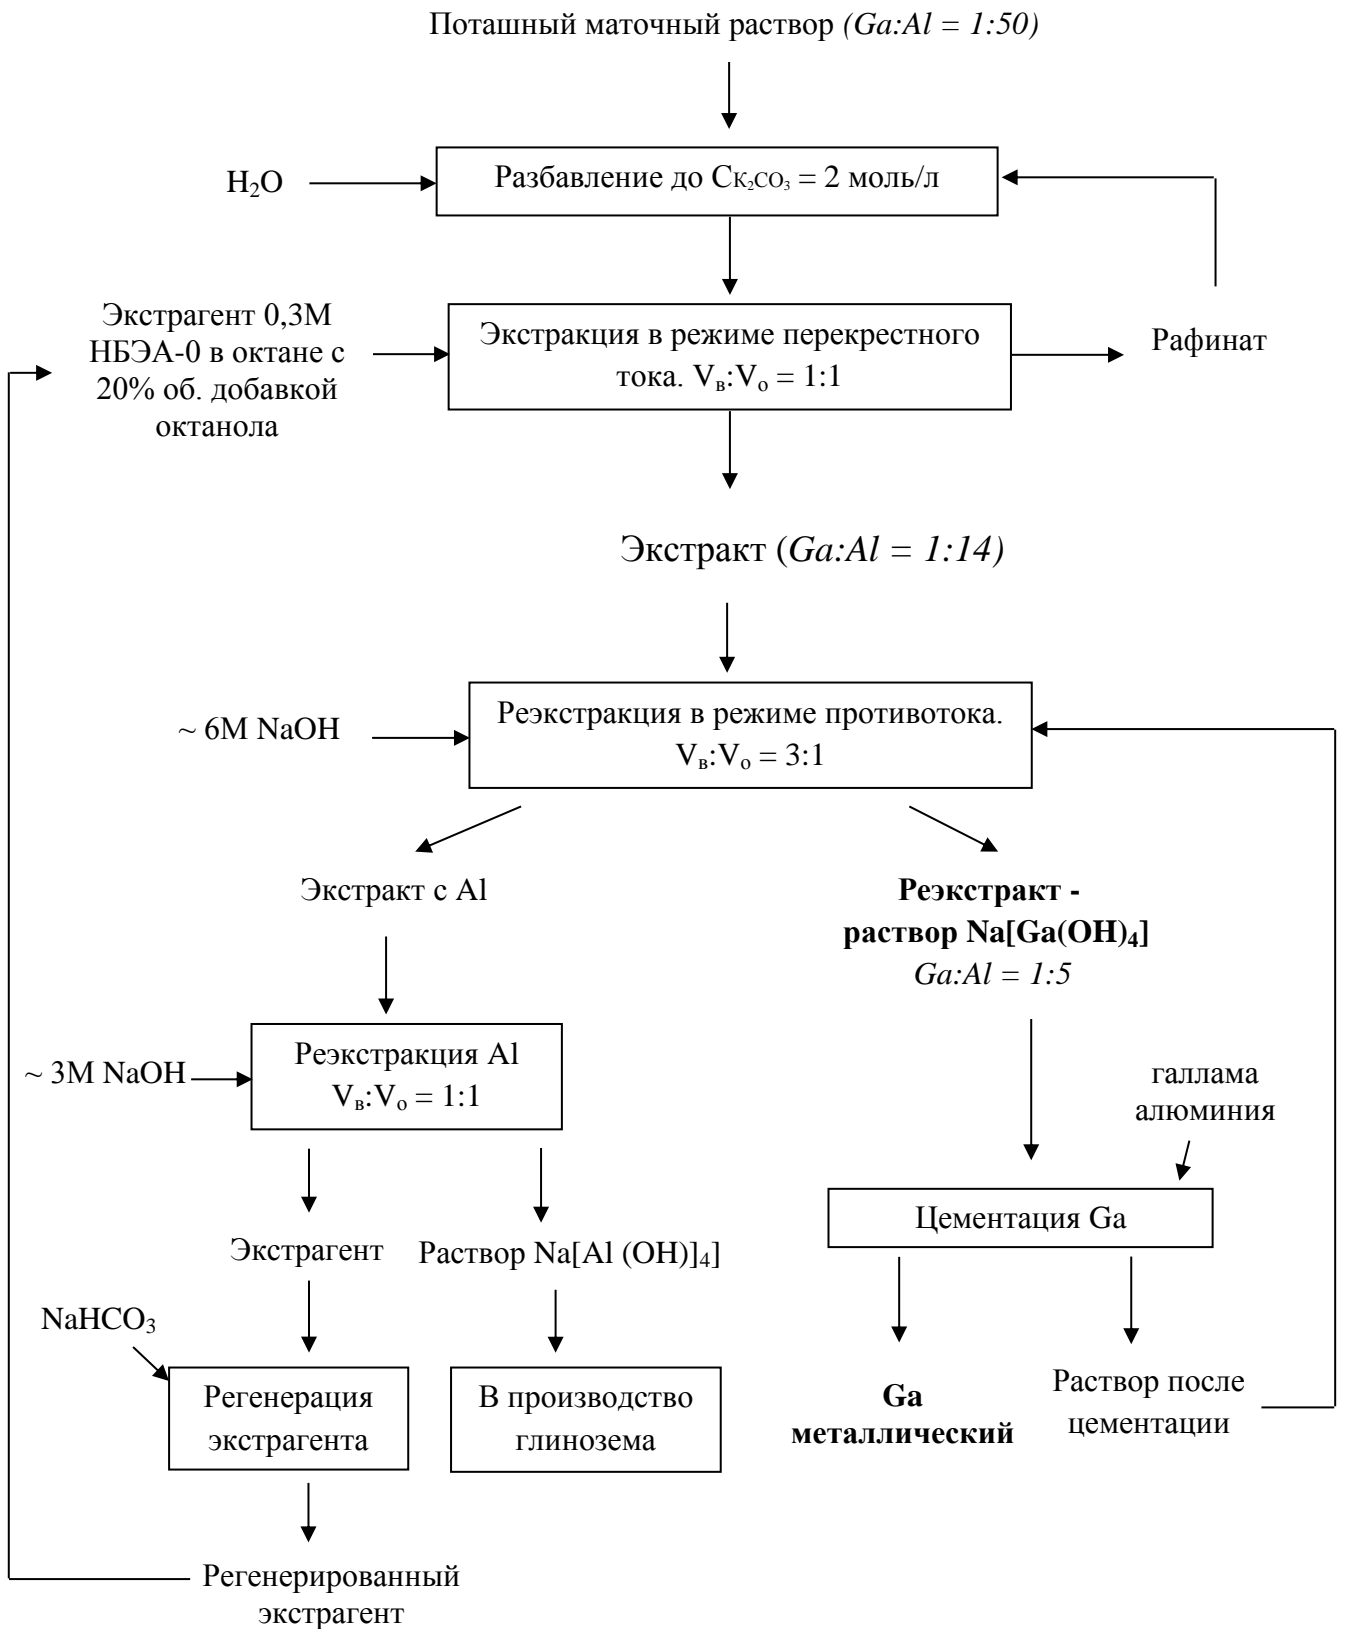 Поташный маточный раствор (Ga:Al = 1:50)
H₂O
Разбавление до Cк₂co₃ = 2 моль/л
Экстрагент 0,3М
НБЭА-0 в октане с
20% об. добавкой
октанола
Экстракция в режиме перекрестного
тока. Vв:Vо = 1:1
Рафинат
Экстракт (Ga:Al = 1:14)
~ 6М NaOH
Реэкстракция в режиме противотока.
Vв:Vо = 3:1
Экстракт с Al
Реэкстракт -
раствор Na[Ga(OH)₄]
Ga:Al = 1:5
~ 3М NaOH
Реэкстракция Al
Vв:Vо = 1:1
галлама
алюминия
Цементация Ga
Экстрагент
Раствор Na[Al (OH)]₄]
NaHCO₃
Регенерация
экстрагента
В производство
глинозема
Ga
металлический
Раствор после
цементации
Регенерированный
экстрагент